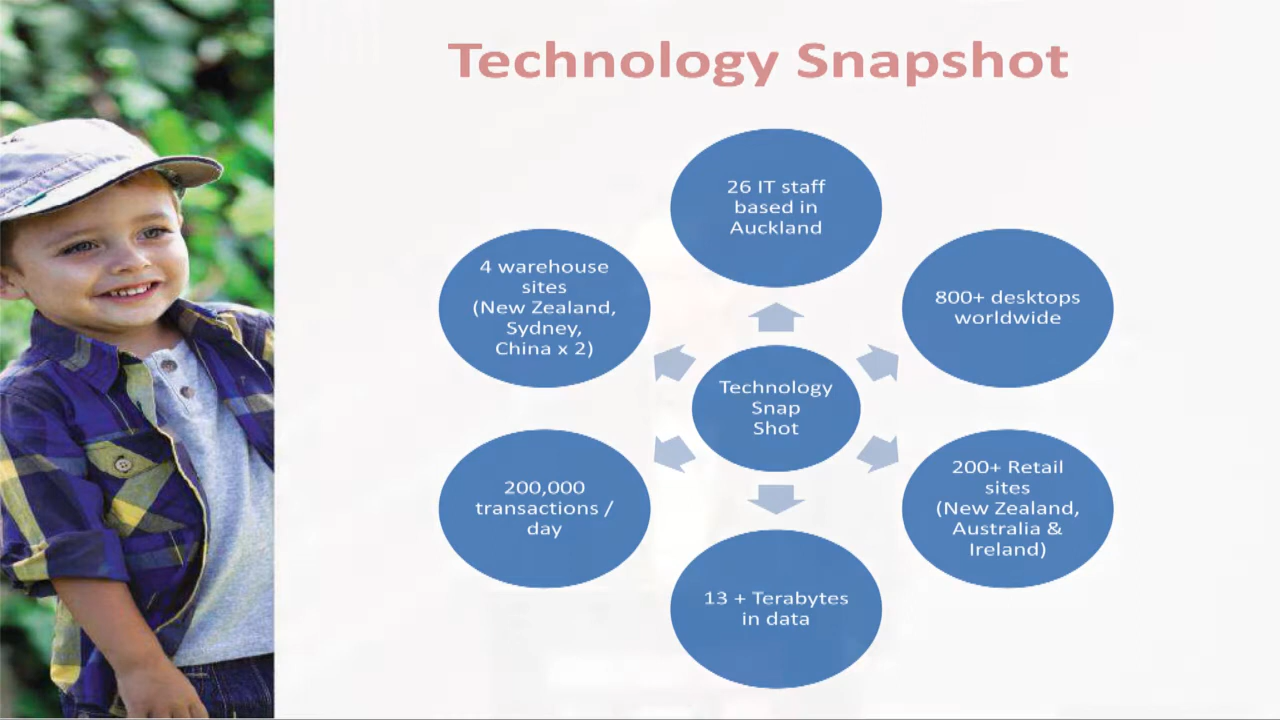 Technology Snapshot
26 IT staff
based in
Auckland
800+ desktops
worldwide
200+ Retail
sites
(New Zealand,
Australia &
Ireland)
13 + Terabytes
in data
200,000
transactions /
day
4 warehouse
sites
(New Zealand,
Sydney,
China x 2)
Technology
Snap
Shot